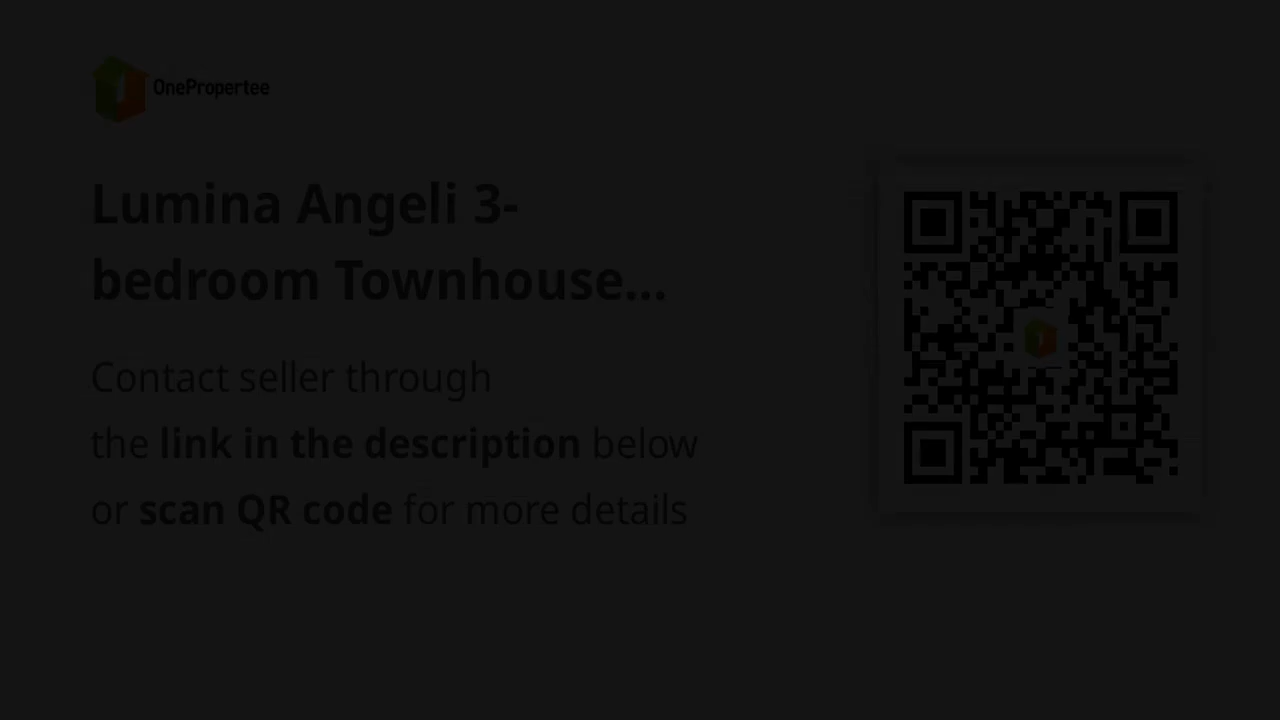 OnePropertee
Lumina Angeli 3-
bedroom Townhouse...
Contact seller through
the link in the description below
or scan QR code for more details